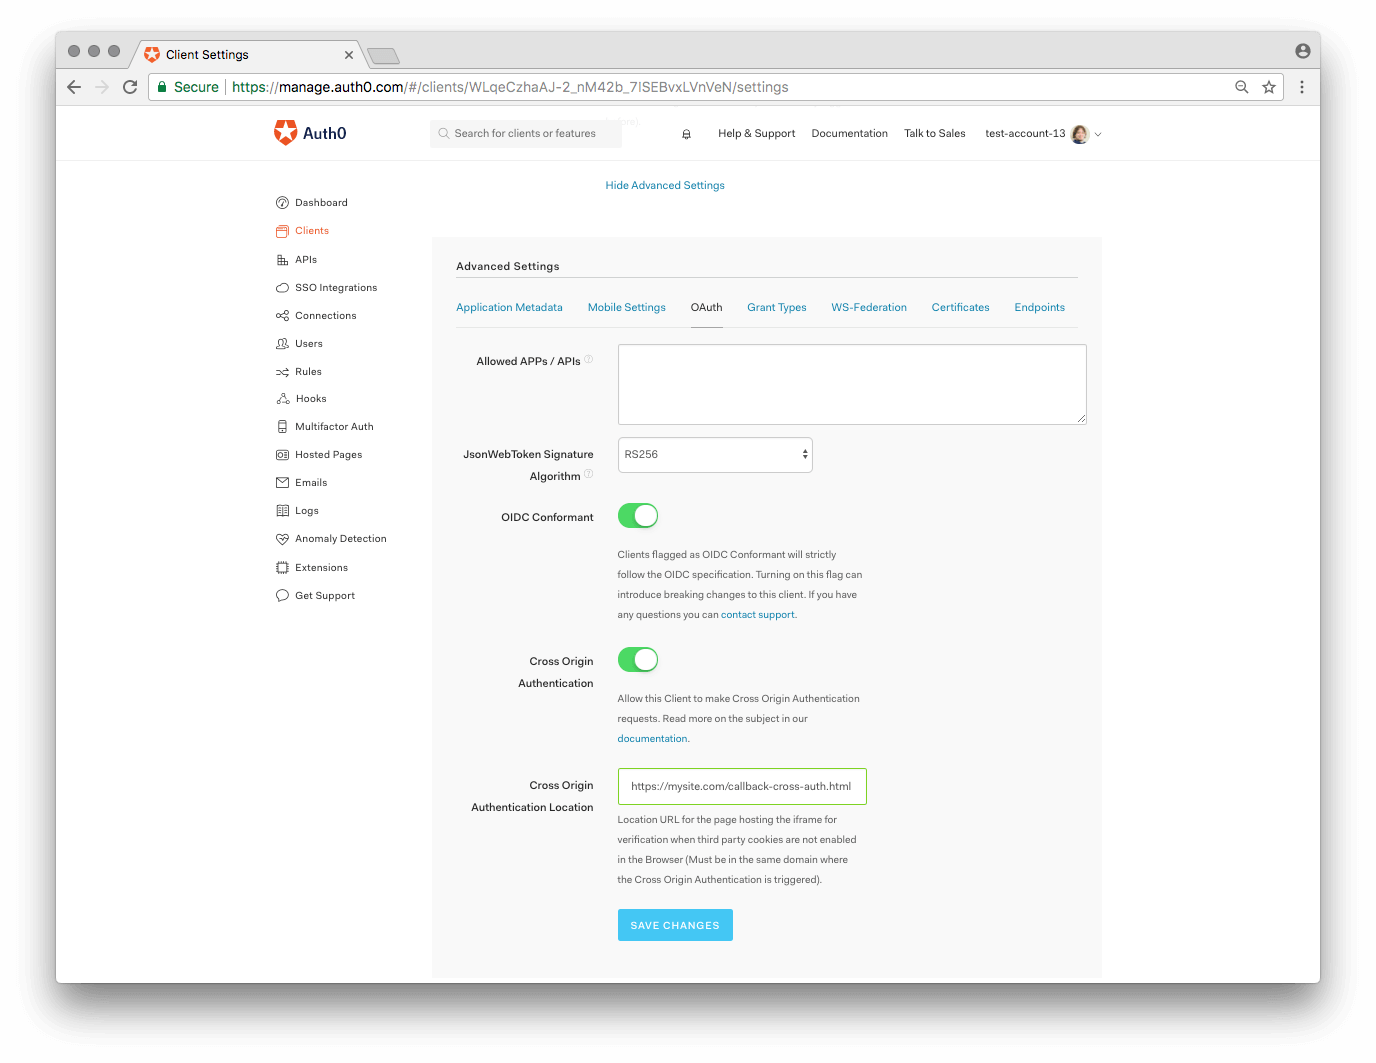 Client Settings
Secure https://manage.auth0.com/#/clients/WLqeCzhaAJ-2_nM42b_7lSEBvxLVnVeN/settings
Auth0
Search for clients or features
Help & Support
Documentation
Talk to Sales
test-account-13
Hide Advanced Settings
Dashboard
Clients
APIs
SSO Integrations
Connections
Users
Rules
Hooks
Multifactor Auth
Hosted Pages
Emails
Logs
Anomaly Detection
Extensions
Get Support
Advanced Settings
Application Metadata
Mobile Settings
OAuth
Grant Types
WS-Federation
Certificates
Endpoints
Allowed APPs / APIs
JsonWebToken Signature
Algorithm
RS256
OIDC Conformant
Clients flagged as OIDC Conformant will strictly
follow the OIDC specification. Turning on this flag can
introduce breaking changes to this client. If you have
any questions you can contact support.
Cross Origin
Authentication
Allow this Client to make Cross Origin Authentication
requests. Read more on the subject in our
documentation.
Cross Origin
Authentication Location
https://mysite.com/callback-cross-auth.html
Location URL for the page hosting the iframe for
verification when third party cookies are not enabled
in the Browser (Must be in the same domain where
the Cross Origin Authentication is triggered).
SAVE CHANGES